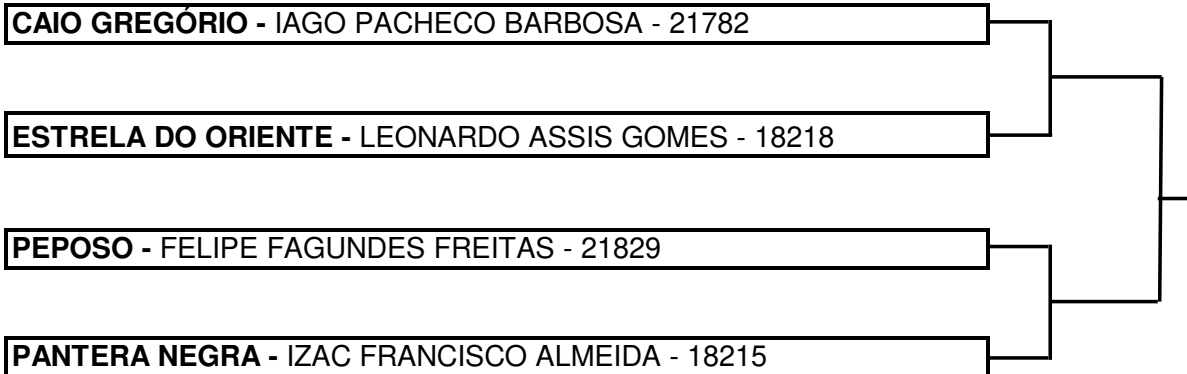 CAIO GREGÓRIO - IAGO PACHECO BARBOSA - 21782
ESTRELA DO ORIENTE - LEONARDO ASSIS GOMES - 18218
PEPOSO - FELIPE FAGUNDES FREITAS - 21829
PANTERA NEGRA - IZAC FRANCISCO ALMEIDA - 18215